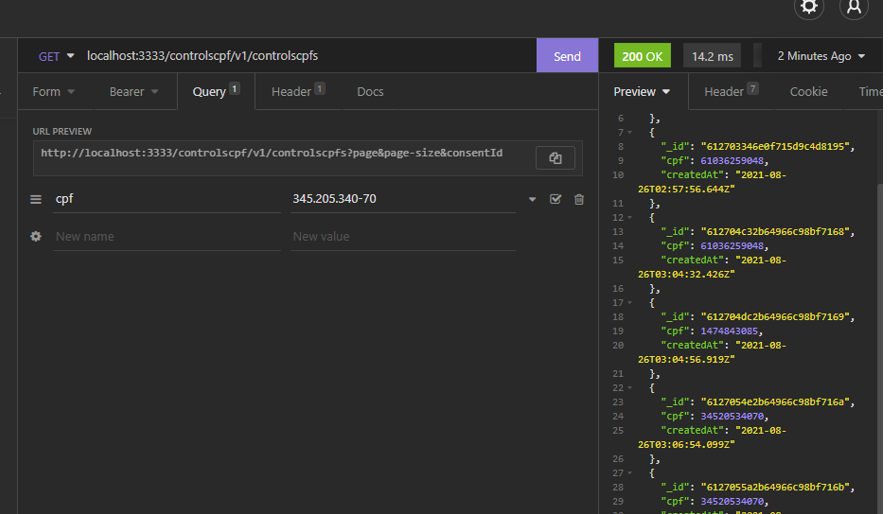 GET localhost:3333/controlscpf/v1/controlscpfs Send
200 OK 14.2 ms 2 Minutes Ago
Form Bearer Query 1 Header 1 Docs
Preview Header 7 Cookie Time
URL PREVIEW
http://localhost:3333/controlscpf/v1/controlscpfs?page&page-size&consentId
cpf 345.205.340-70
New name New value
6 },
7 {
8 "_id": "612703346e0f715d9c4d8195",
9 "cpf": 61036259048,
10 "createdAt": "2021-08-
26T02:57:56.644Z"
11 },
12 {
13 "_id": "612704c32b64966c98bf7168",
14 "cpf": 61036259048,
15 "createdAt": "2021-08-
26T03:04:32.426Z"
16 },
17 {
18 "_id": "612704dc2b64966c98bf7169",
19 "cpf": 1474843085,
20 "createdAt": "2021-08-
26T03:04:56.919Z"
21 },
22 {
23 "_id": "6127054e2b64966c98bf716a",
24 "cpf": 34520534070,
25 "createdAt": "2021-08-
26T03:06:54.099Z"
26 },
27 {
28 "_id": "6127055a2b64966c98bf716b",
29 "cpf": 34520534070,